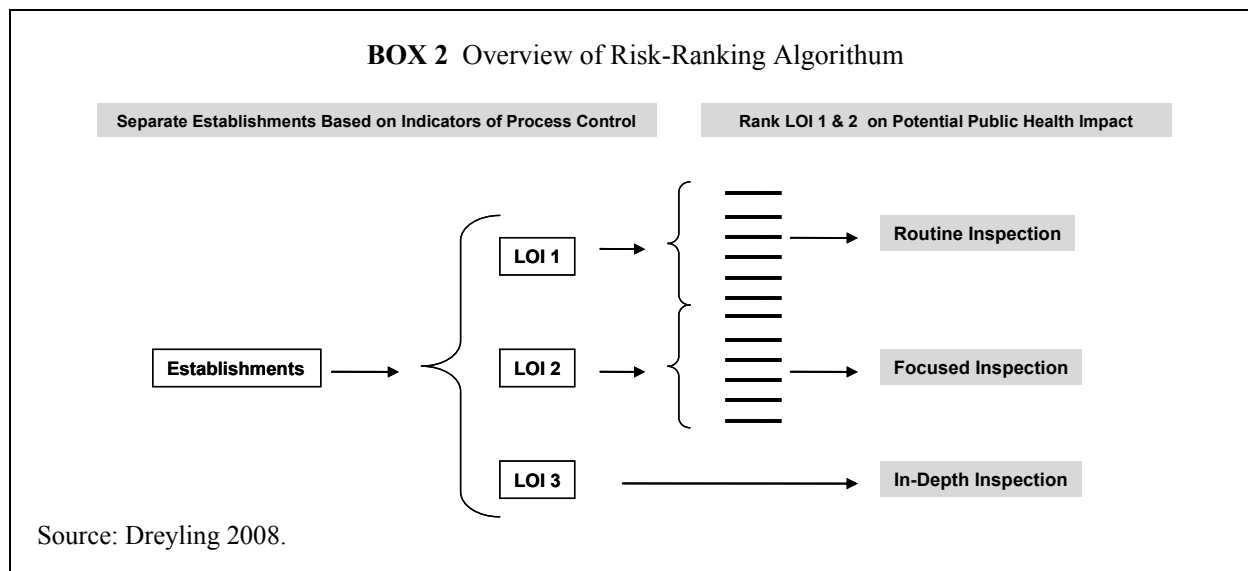 BOX 2 Overview of Risk-Ranking Algorithum
Separate Establishments Based on Indicators of Process Control
Rank LOI 1 & 2 on Potential Public Health Impact
LOI 1
Routine Inspection
Establishments
LOI 2
Focused Inspection
LOI 3
In-Depth Inspection
Source: Dreyling 2008.